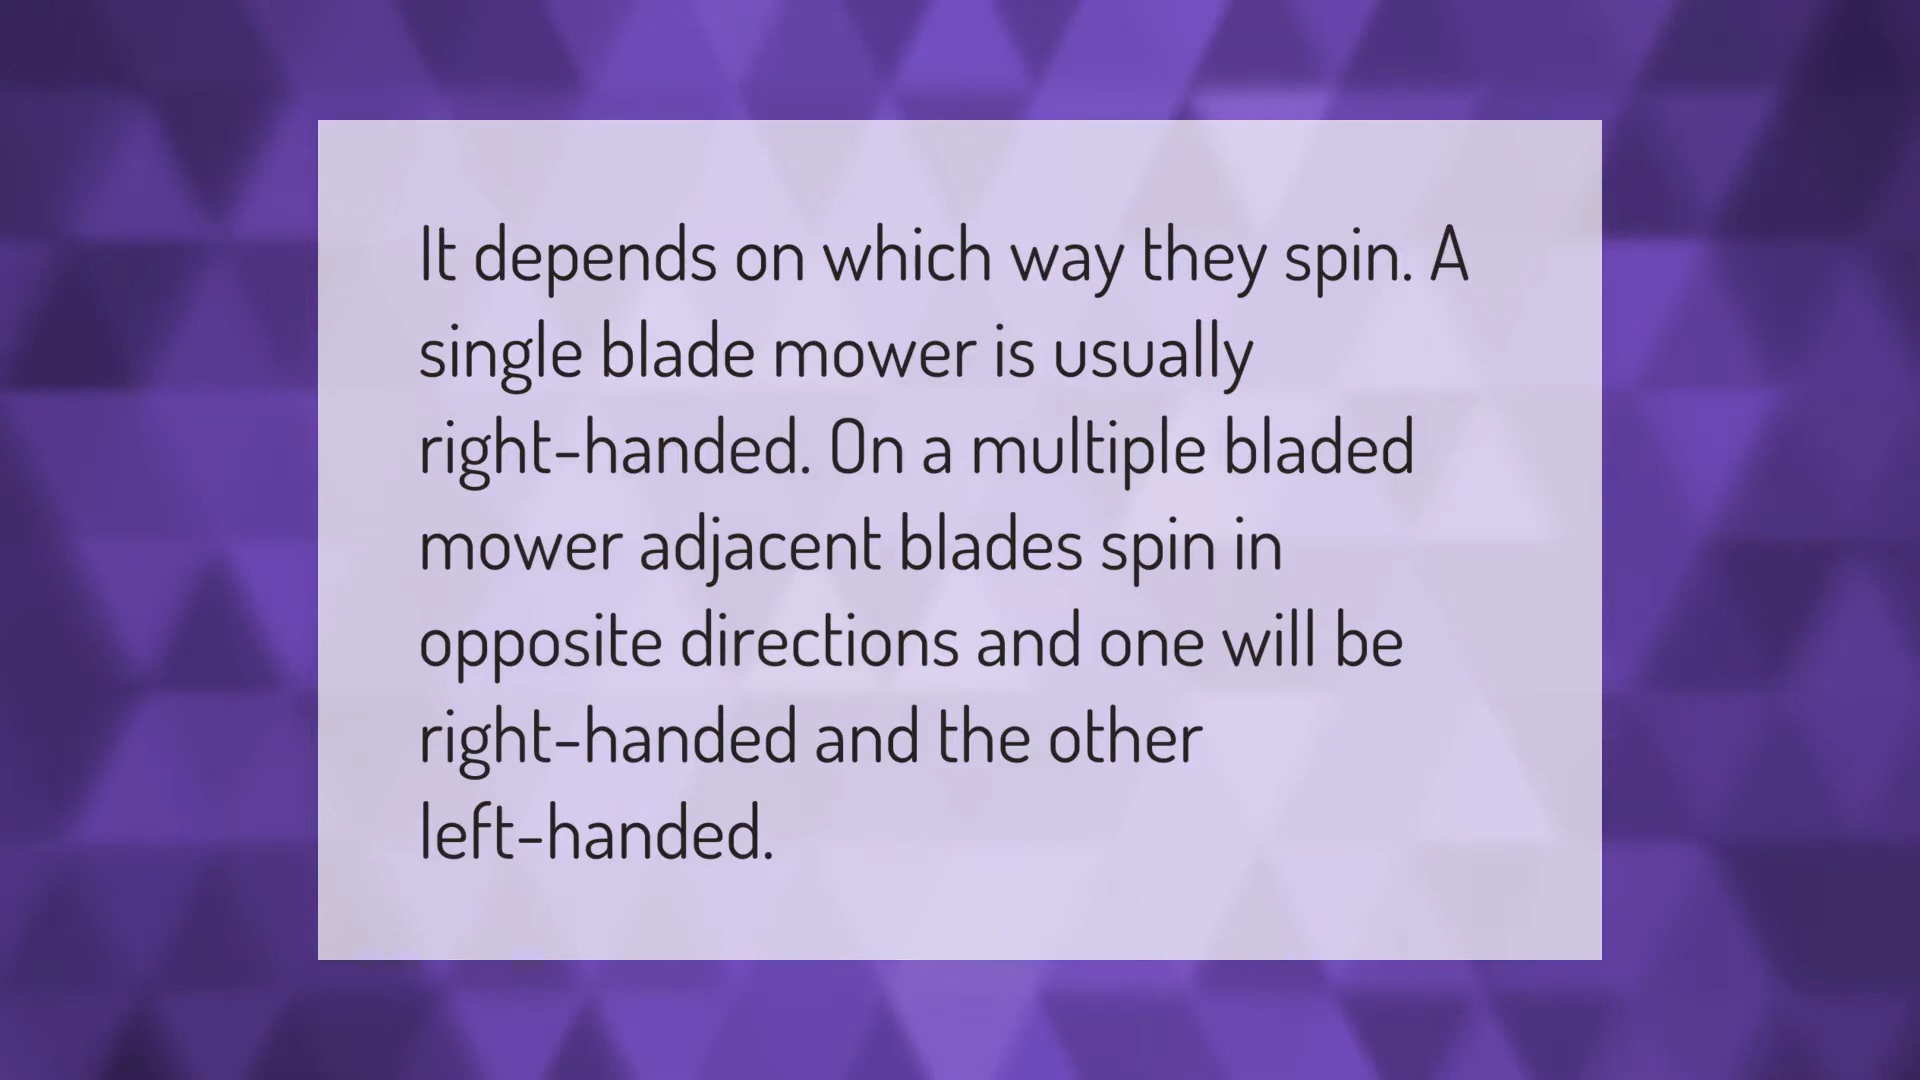 It depends on which way they spin. A
single blade mower is usually
right-handed. On a multiple bladed
mower adjacent blades spin in
opposite directions and one will be
right-handed and the other
left-handed.